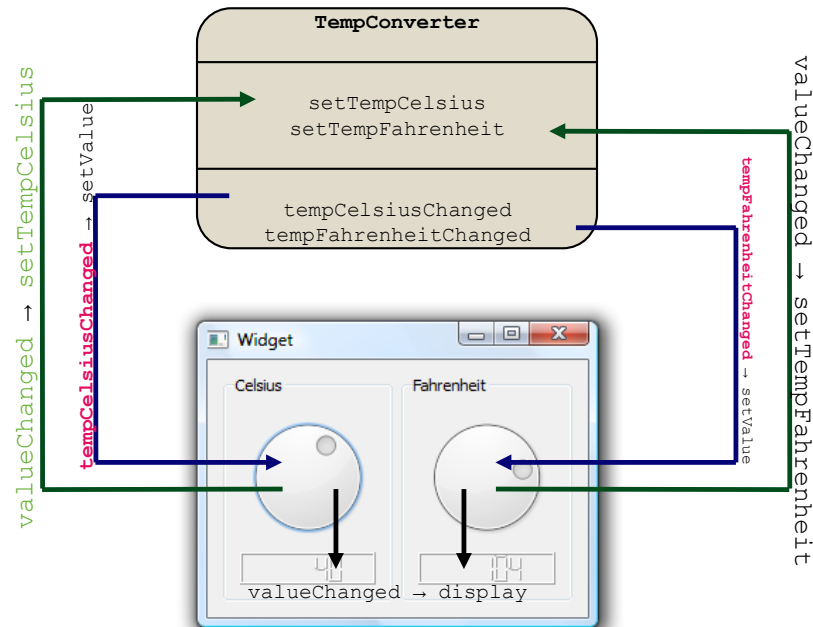 TempConverter
setTempCelsius
setTempFahrenheit
tempCelsiusChanged
tempFahrenheitChanged
valueChanged → setTempCelsius
tempCelsiusChanged → setValue
tempFahrenheitChanged → setValue
valueChanged → setTempFahrenheit
Widget
Celsius
Fahrenheit
40
104
valueChanged → display